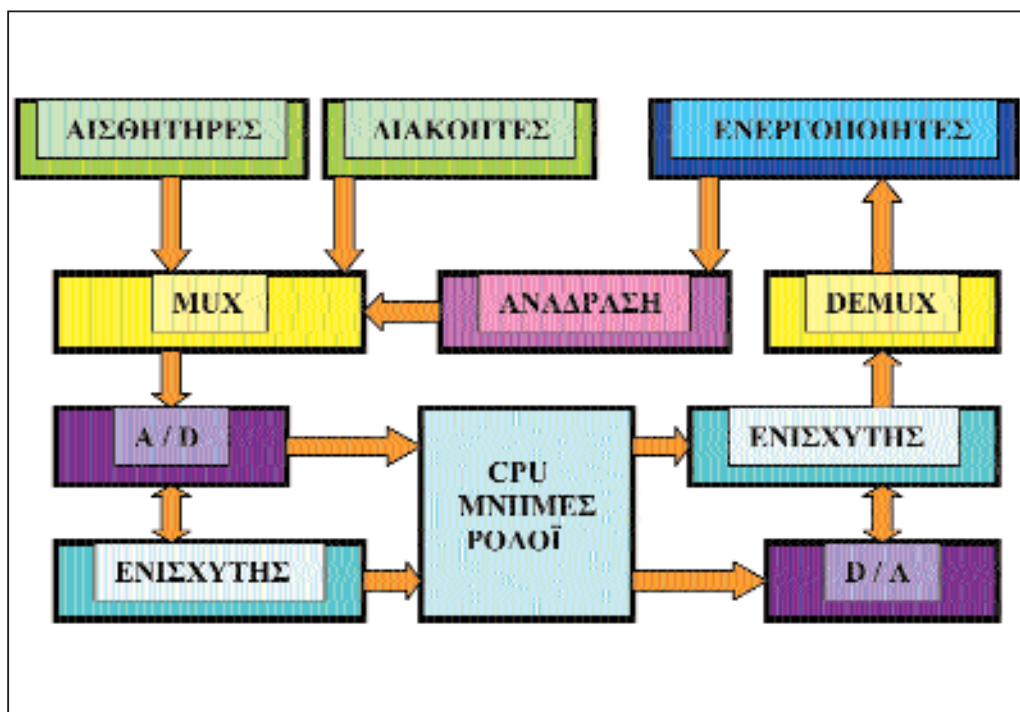 ΑΙΣΘΗΤΗΡΕΣ
ΔΙΑΚΟΠΤΕΣ
ΕΝΕΡΓΟΠΟΙΗΤΕΣ
MUX
ΑΝΑΔΡΑΣΗ
DEMUX
A / D
CPU
ΜΝΗΜΕΣ
ΡΟΛΟΪ
ΕΝΙΣΧΥΤΗΣ
ΕΝΙΣΧΥΤΗΣ
D / A